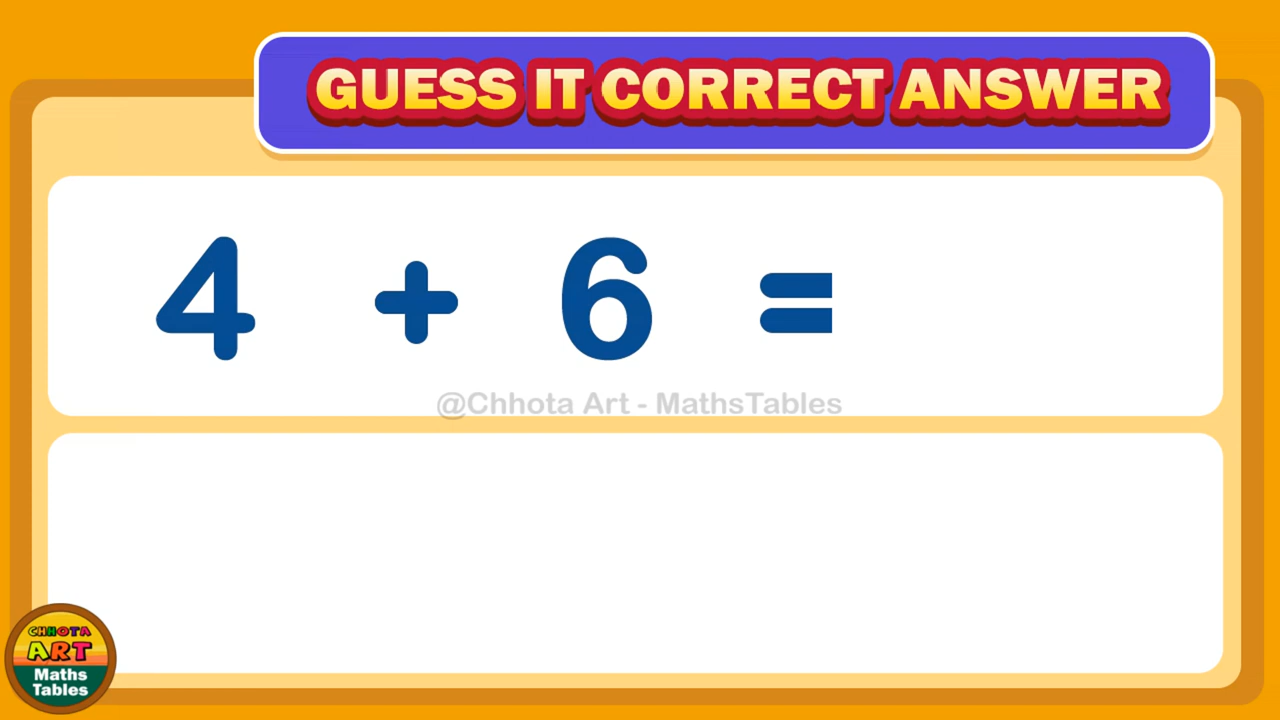 GUESS IT CORRECT ANSWER
4 + 6 =
@Chhota Art - MathsTables
CHHOTA
ART
Maths
Tables